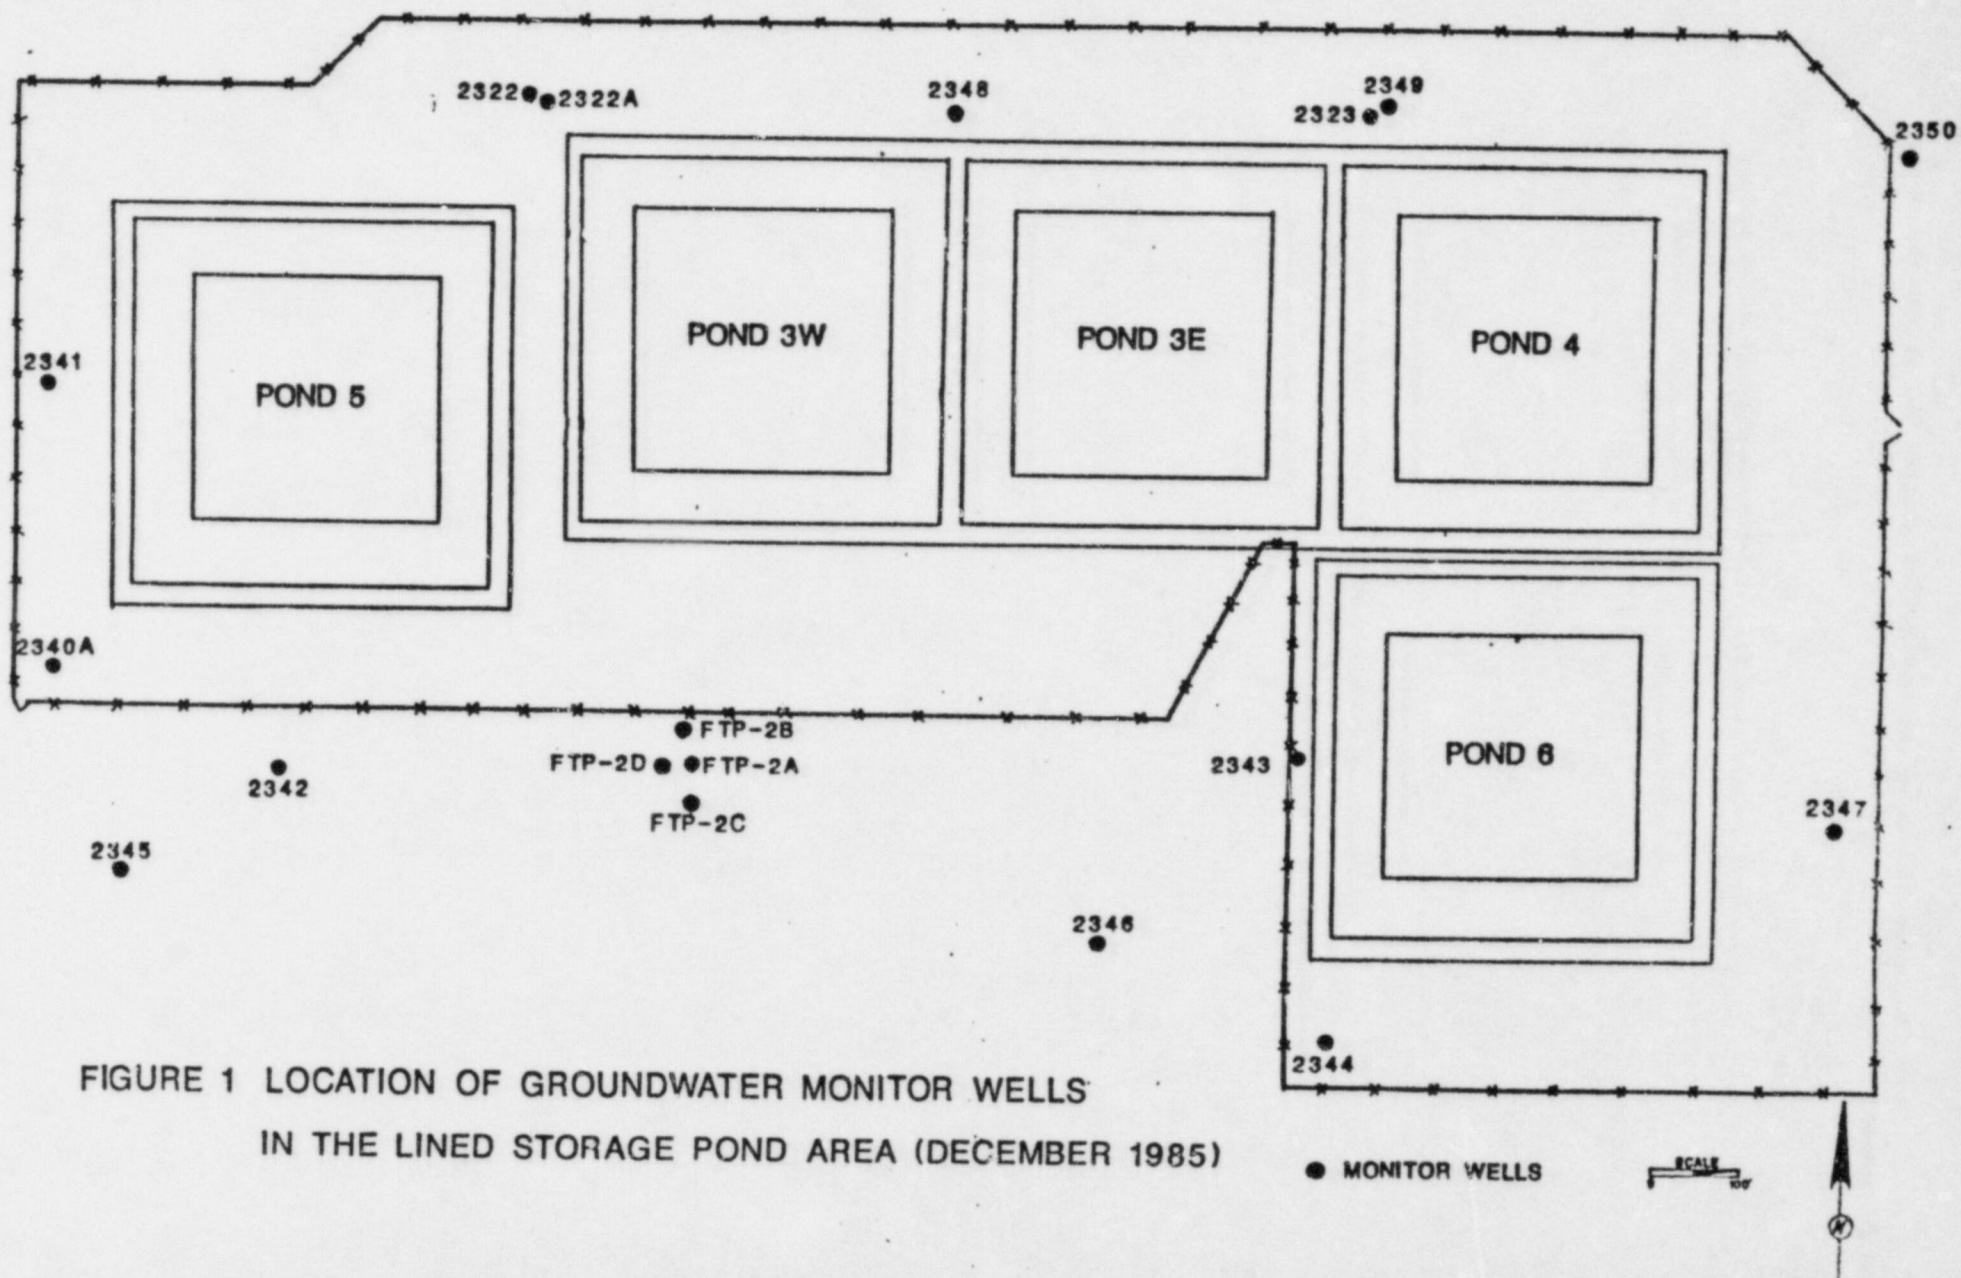 2322
2322A
2348
2349
2323
2350
POND 3W
POND 3E
POND 4
2341
POND 5
2340A
FTP-2B
FTP-2D
FTP-2A
2343
POND 6
2342
FTP-2C
2347
2345
2346
2344
FIGURE 1 LOCATION OF GROUNDWATER MONITOR WELLS
IN THE LINED STORAGE POND AREA (DECEMBER 1985)
MONITOR WELLS
SCALE
0 100'
N